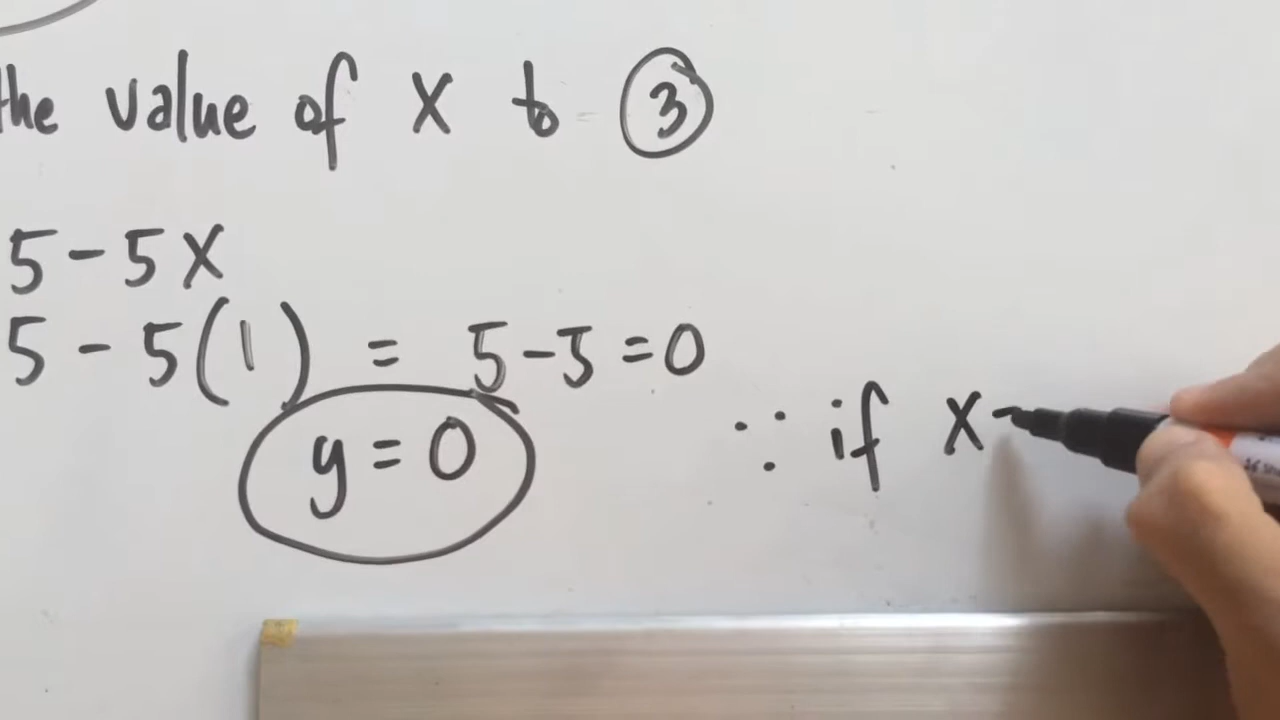 the value of x to ③
5 - 5x
5 - 5(1) = 5 - 5 = 0
y = 0
∵ if x -